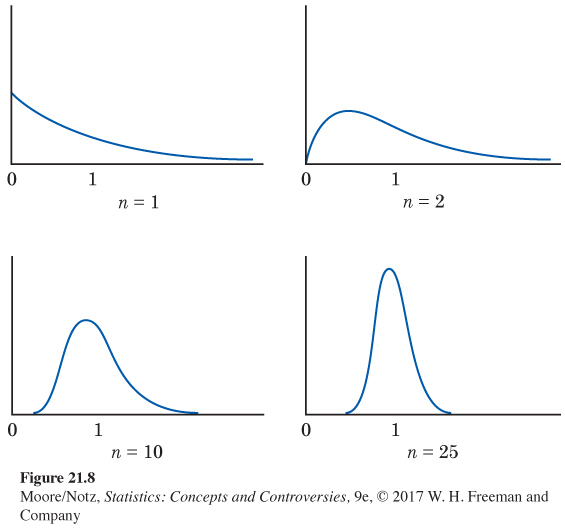 0 1
n = 1
0 1
n = 2
0 1
n = 10
0 1
n = 25
Figure 21.8
Moore/Notz, Statistics: Concepts and Controversies, 9e, © 2017 W. H. Freeman and
Company